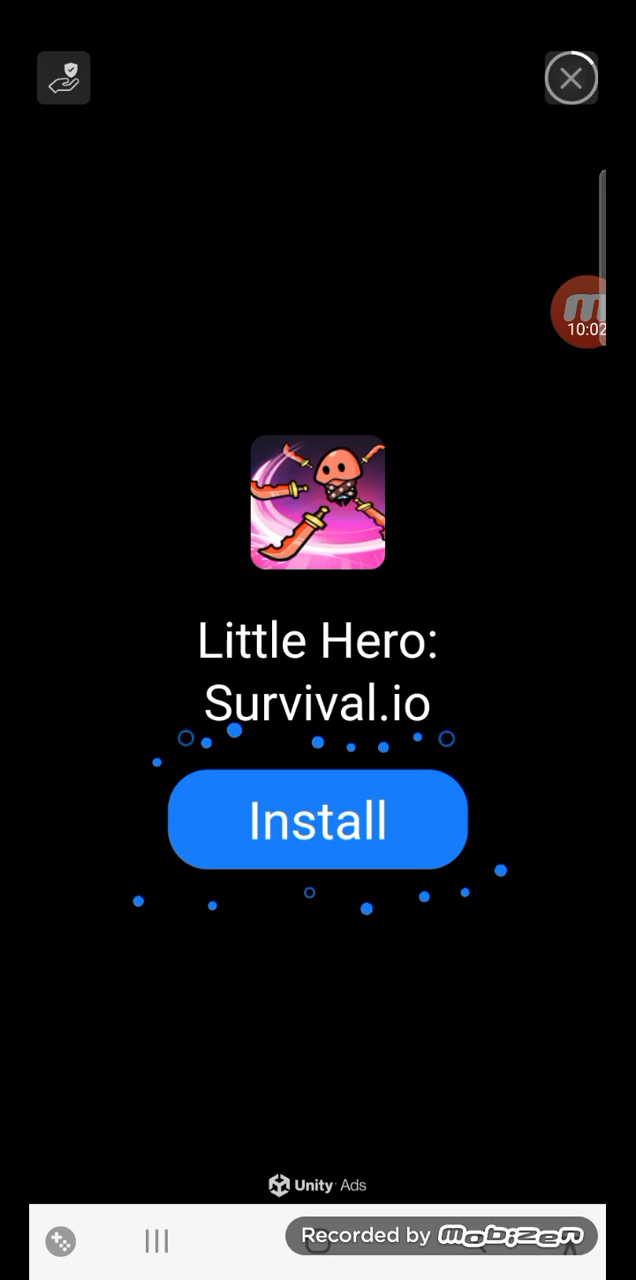 10:02
Little Hero:
Survival.io
Install
Unity Ads
Recorded by mobizen